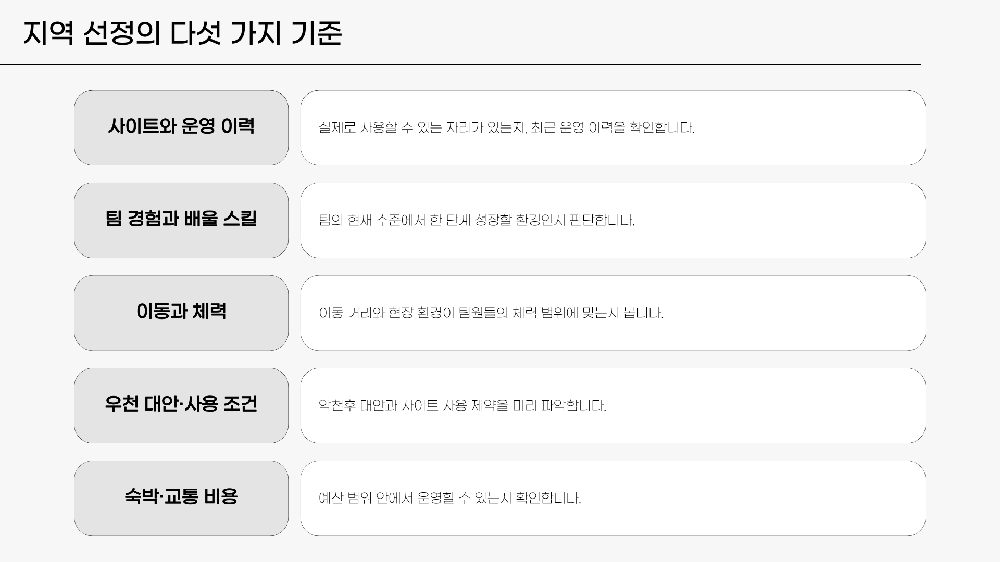 지역 선정의 다섯 가지 기준
사이트와 운영 이력
실제로 사용할 수 있는 자리가 있는지, 최근 운영 이력을 확인합니다.
팀 경험과 배울 스킬
팀의 현재 수준에서 한 단계 성장할 환경인지 판단합니다.
이동과 체력
이동 거리와 현장 환경이 팀원들의 체력 범위에 맞는지 봅니다.
우천 대안·사용 조건
악천후 대안과 사이트 사용 제약을 미리 파악합니다.
숙박·교통 비용
예산 범위 안에서 운영할 수 있는지 확인합니다.